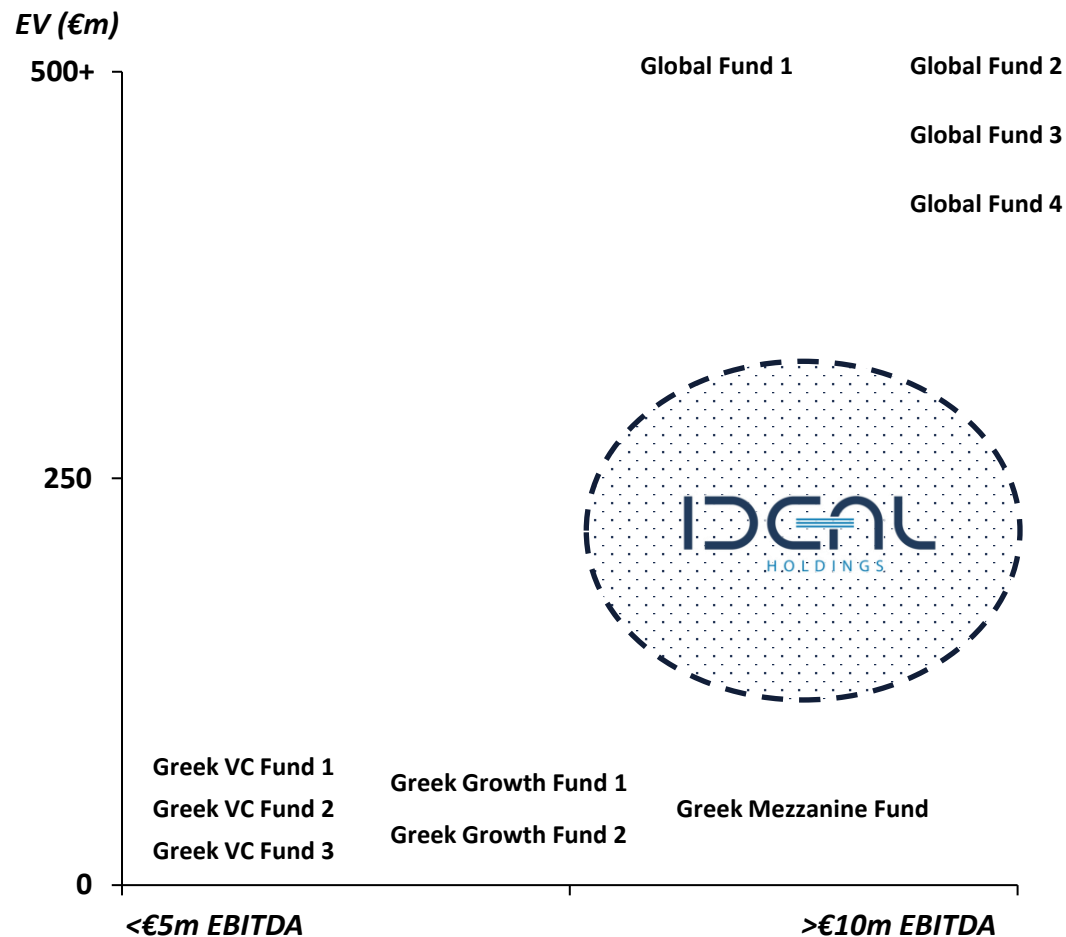 EV (€m)
500+
Global Fund 1
Global Fund 2
Global Fund 3
Global Fund 4
250
IDEAL
HOLDINGS
Greek VC Fund 1
Greek VC Fund 2
Greek VC Fund 3
Greek Growth Fund 1
Greek Growth Fund 2
Greek Mezzanine Fund
0
<€5m EBITDA
>€10m EBITDA